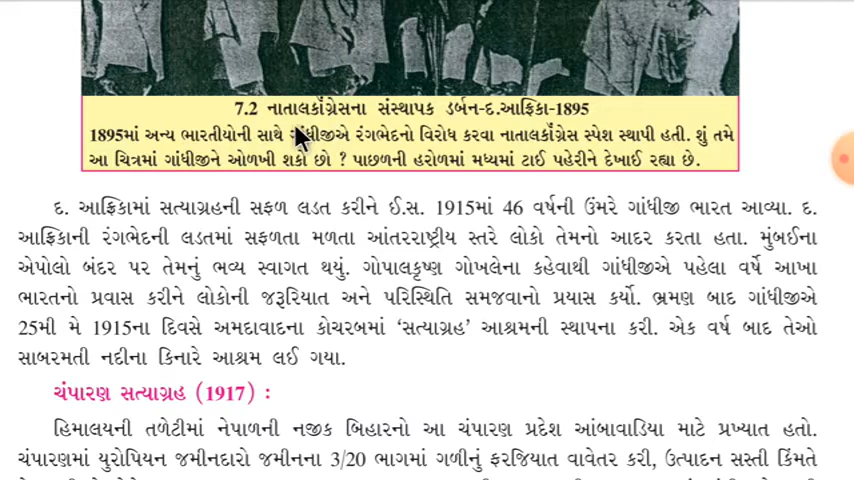 7.2 નાતાલકૉંગ્રેસના સંસ્થાપક ડર્બન-દ.આફ્રિકા-1895
1895માં અન્ય ભારતીયોની સાથે ગાંધીજીએ રંગભેદનો વિરોધ કરવા નાતાલકૉંગ્રેસ સ્પેશ સ્થાપી હતી. શું તમે
આ ચિત્રમાં ગાંધીજીને ઓળખી શકો છો ? પાછળની હરોળમાં મધ્યમાં ટાઈ પહેરીને દેખાઈ રહ્યા છે.
દ. આફ્રિકામાં સત્યાગ્રહની સફળ લડત કરીને ઈ.સ. 1915માં 46 વર્ષની ઉંમરે ગાંધીજી ભારત આવ્યા. દ.
આફ્રિકાની રંગભેદની લડતમાં સફળતા મળતા આંતરરાષ્ટ્રીય સ્તરે લોકો તેમનો આદર કરતા હતા. મુંબઈના
એપોલો બંદર પર તેમનું ભવ્ય સ્વાગત થયું. ગોપાલકૃષ્ણ ગોખલેના કહેવાથી ગાંધીજીએ પહેલા વર્ષે આખા
ભારતનો પ્રવાસ કરીને લોકોની જરૂરિયાત અને પરિસ્થિતિ સમજવાનો પ્રયાસ કર્યો. ભ્રમણ બાદ ગાંધીજીએ
25મી મે 1915ના દિવસે અમદાવાદના કોચરબમાં ‘સત્યાગ્રહ’ આશ્રમની સ્થાપના કરી. એક વર્ષ બાદ તેઓ
સાબરમતી નદીના કિનારે આશ્રમ લઈ ગયા.
ચંપારણ સત્યાગ્રહ (1917) :
હિમાલયની તળેટીમાં નેપાળની નજીક બિહારનો આ ચંપારણ પ્રદેશ આંબાવાડિયા માટે પ્રખ્યાત હતો.
ચંપારણમાં યુરોપિયન જમીનદારો જમીનના 3/20 ભાગમાં ગળીનું ફરજિયાત વાવેતર કરી, ઉત્પાદન સસ્તી કિંમતે